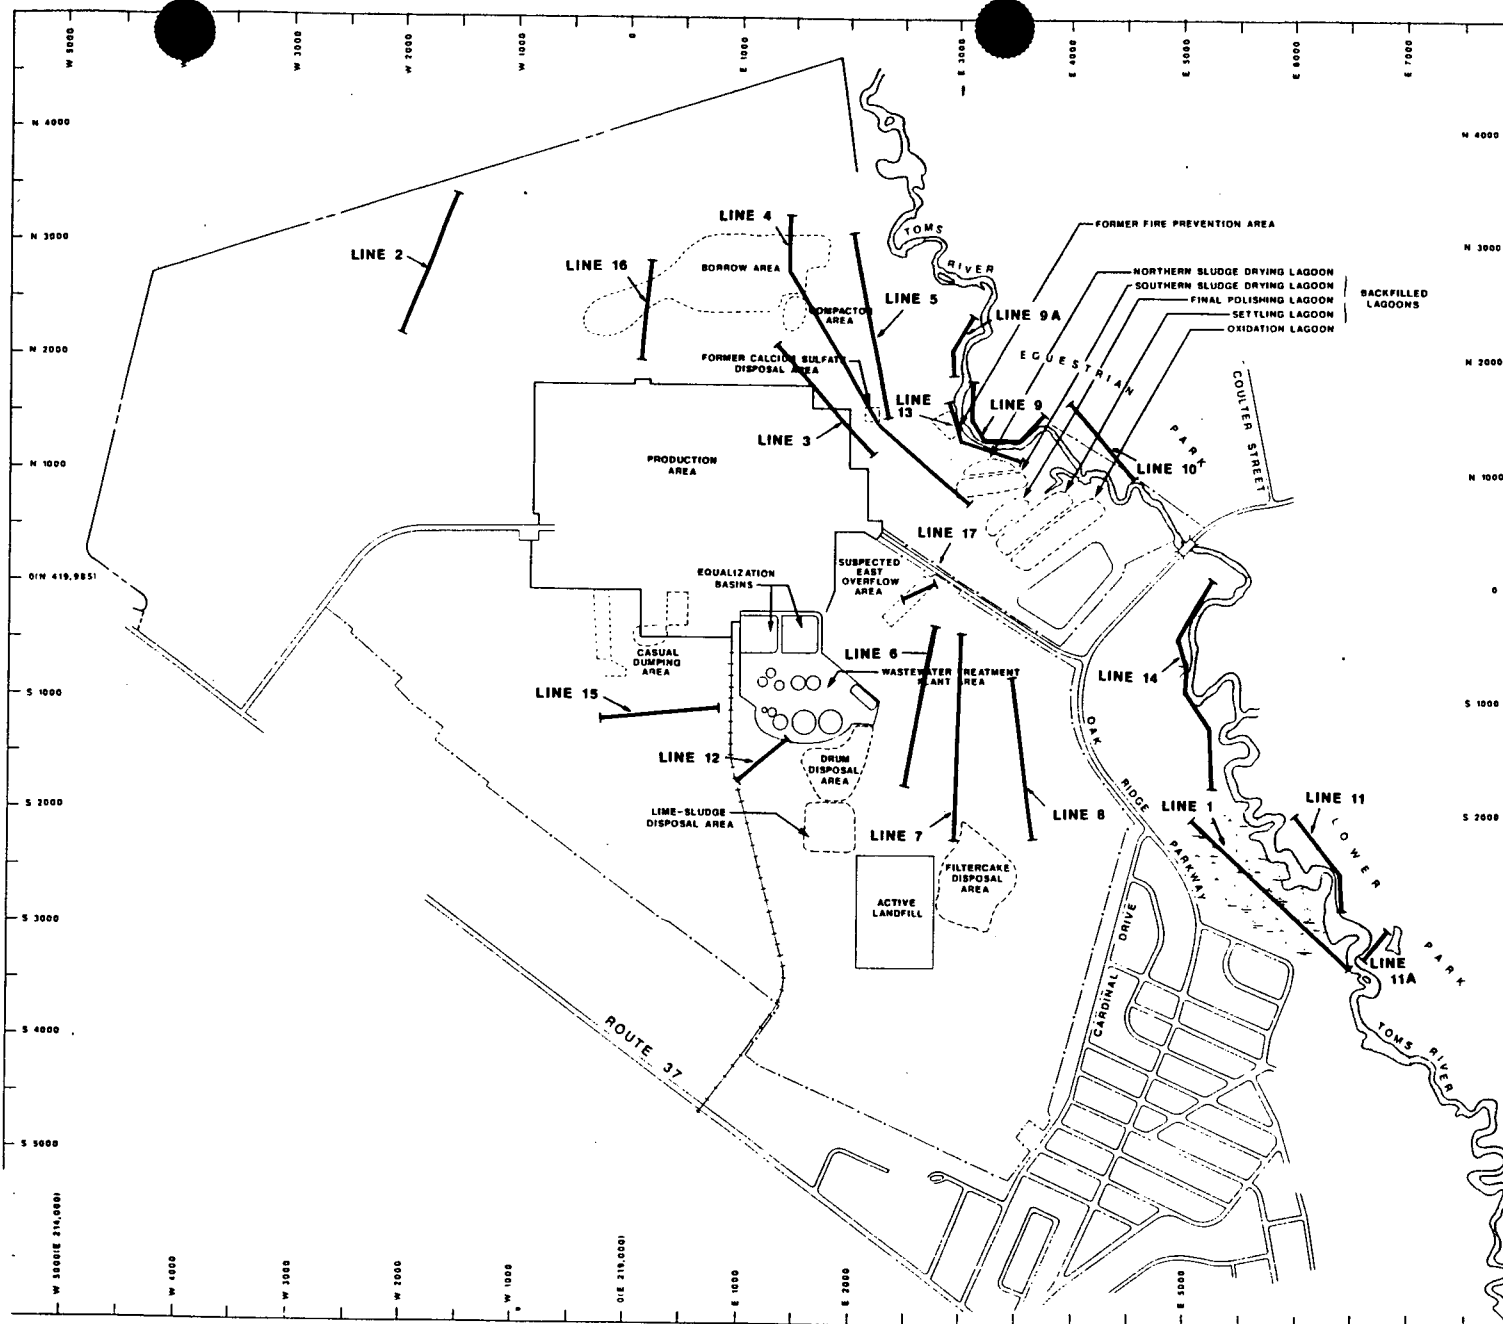 W 5000
W 3000
W 2000
W 1000
0
E 1000
E 3000
E 4000
E 5000
E 6000
E 7000
N 4000
N 4000
N 3000
N 3000
LINE 4
LINE 2
LINE 16
BORROW AREA
TOMS
RIVER
FORMER FIRE PREVENTION AREA
NORTHERN SLUDGE DRYING LAGOON
SOUTHERN SLUDGE DRYING LAGOON
FINAL POLISHING LAGOON
SETTLING LAGOON
OXIDATION LAGOON
BACKFILLED
LAGOONS
LINE 5
COMPACTOR
AREA
LINE 9A
N 2000
N 2000
FORMER CALCIUM SULFATE
DISPOSAL AREA
EQUESTRIAN
PARK
COULTER STREET
LINE
13
LINE 9
LINE 3
LINE 10
PRODUCTION
AREA
N 1000
N 1000
LINE 17
0(N 419,985)
0
EQUALIZATION
BASINS
SUSPECTED
EAST
OVERFLOW
AREA
CASUAL
DUMPING
AREA
LINE 6
WASTEWATER TREATMENT
PLANT AREA
LINE 14
S 1000
S 1000
LINE 15
LINE 12
DRUM
DISPOSAL
AREA
OAK
RIDGE
PARKWAY
S 2000
S 2000
LIME-SLUDGE
DISPOSAL AREA
LINE 7
LINE 8
LINE 1
LINE 11
LOWER
PARK
FILTERCAKE
DISPOSAL
AREA
ACTIVE
LANDFILL
S 3000
CARDINAL DRIVE
LINE
11A
S 4000
ROUTE 37
TOMS RIVER
S 5000
W 5000(E 214,000)
W 4000
W 3000
W 2000
W 1000
0(E 219,000)
E 1000
E 2000
E 5000